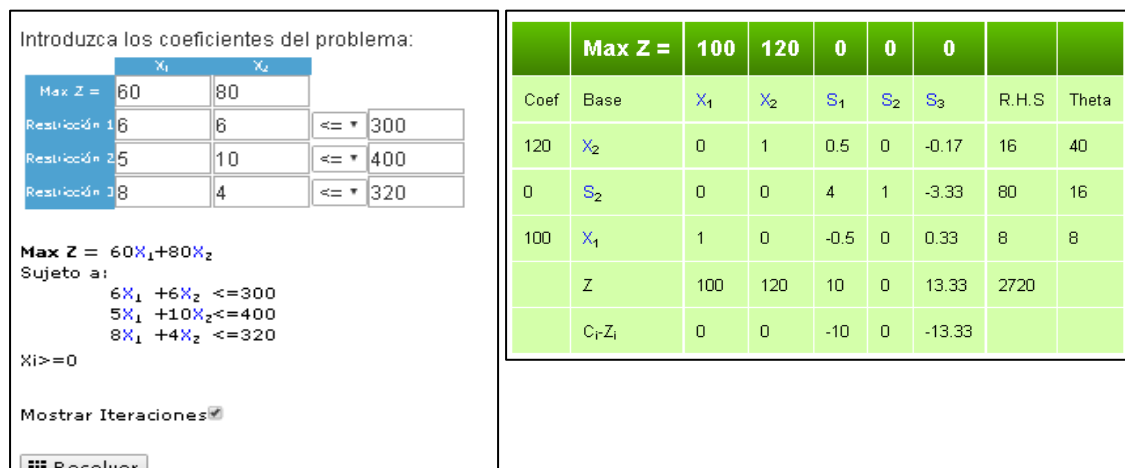 Introduzca los coeficientes del problema:
X₁ X₂
Max Z = 60 80
Restricción 1 6 6 <= 300
Restricción 2 5 10 <= 400
Restricción 3 8 4 <= 320
Max Z = 60X₁+80X₂
Sujeto a:
6X₁ +6X₂ <=300
5X₁ +10X₂<=400
8X₁ +4X₂ <=320
Xi>=0
Mostrar Iteraciones
Resolver
Max Z = 100 120 0 0 0
Coef Base X₁ X₂ S₁ S₂ S₃ R.H.S Theta
120 X₂ 0 1 0.5 0 -0.17 16 40
0 S₂ 0 0 4 1 -3.33 80 16
100 X₁ 1 0 -0.5 0 0.33 8 8
Z 100 120 10 0 13.33 2720
Cᵢ-Zᵢ 0 0 -10 0 -13.33